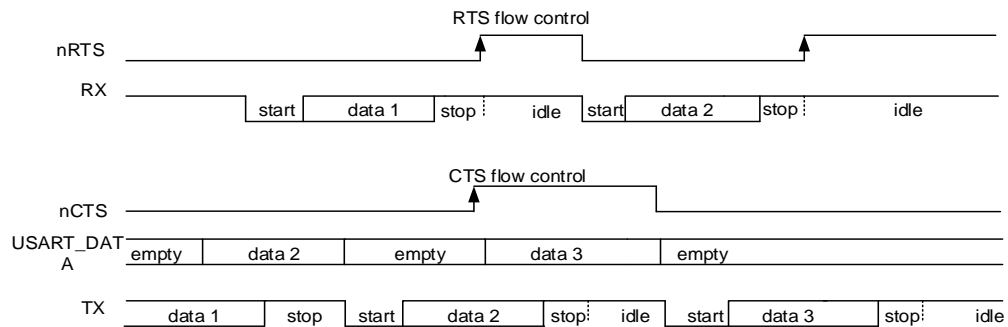 RTS flow control
nRTS
RX
start data 1 stop idle start data 2 stop idle
CTS flow control
nCTS
USART_DAT
A
empty data 2 empty data 3 empty
TX
data 1 stop start data 2 stop idle start data 3 stop idle